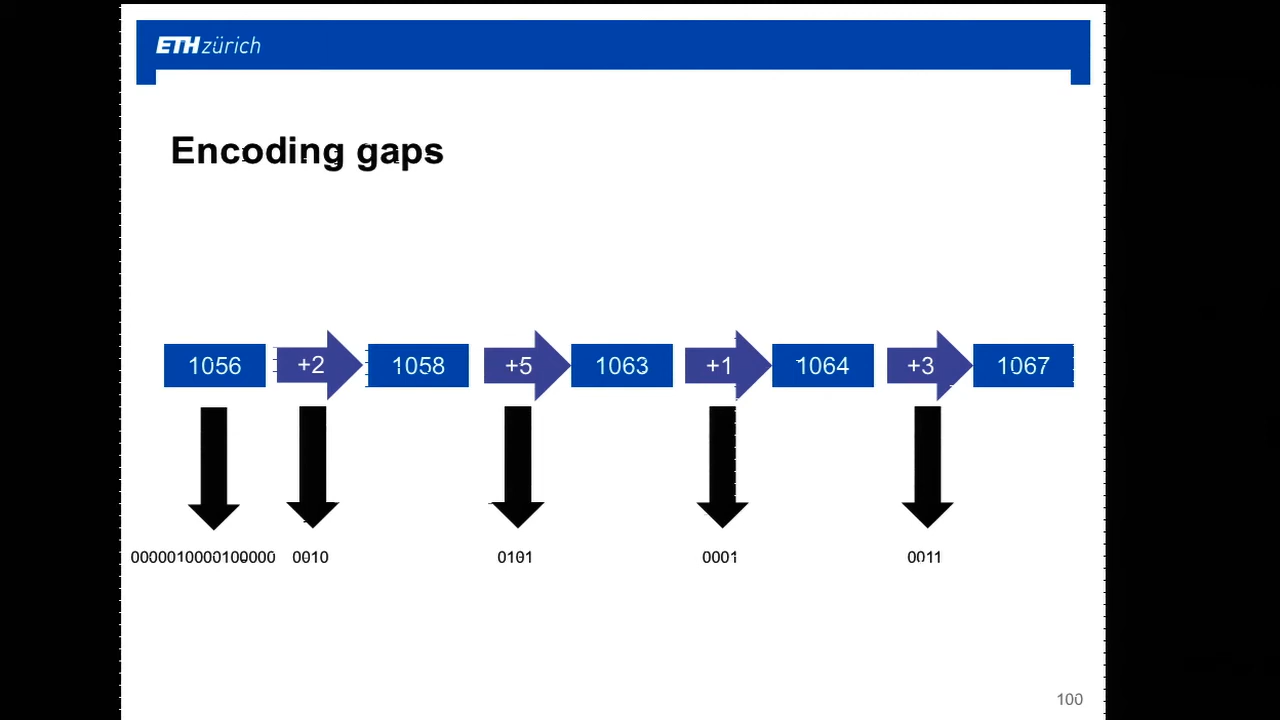 ETH zürich
Encoding gaps
1056 +2 1058 +5 1063 +1 1064 +3 1067
0000010000100000 0010 0101 0001 0011
100